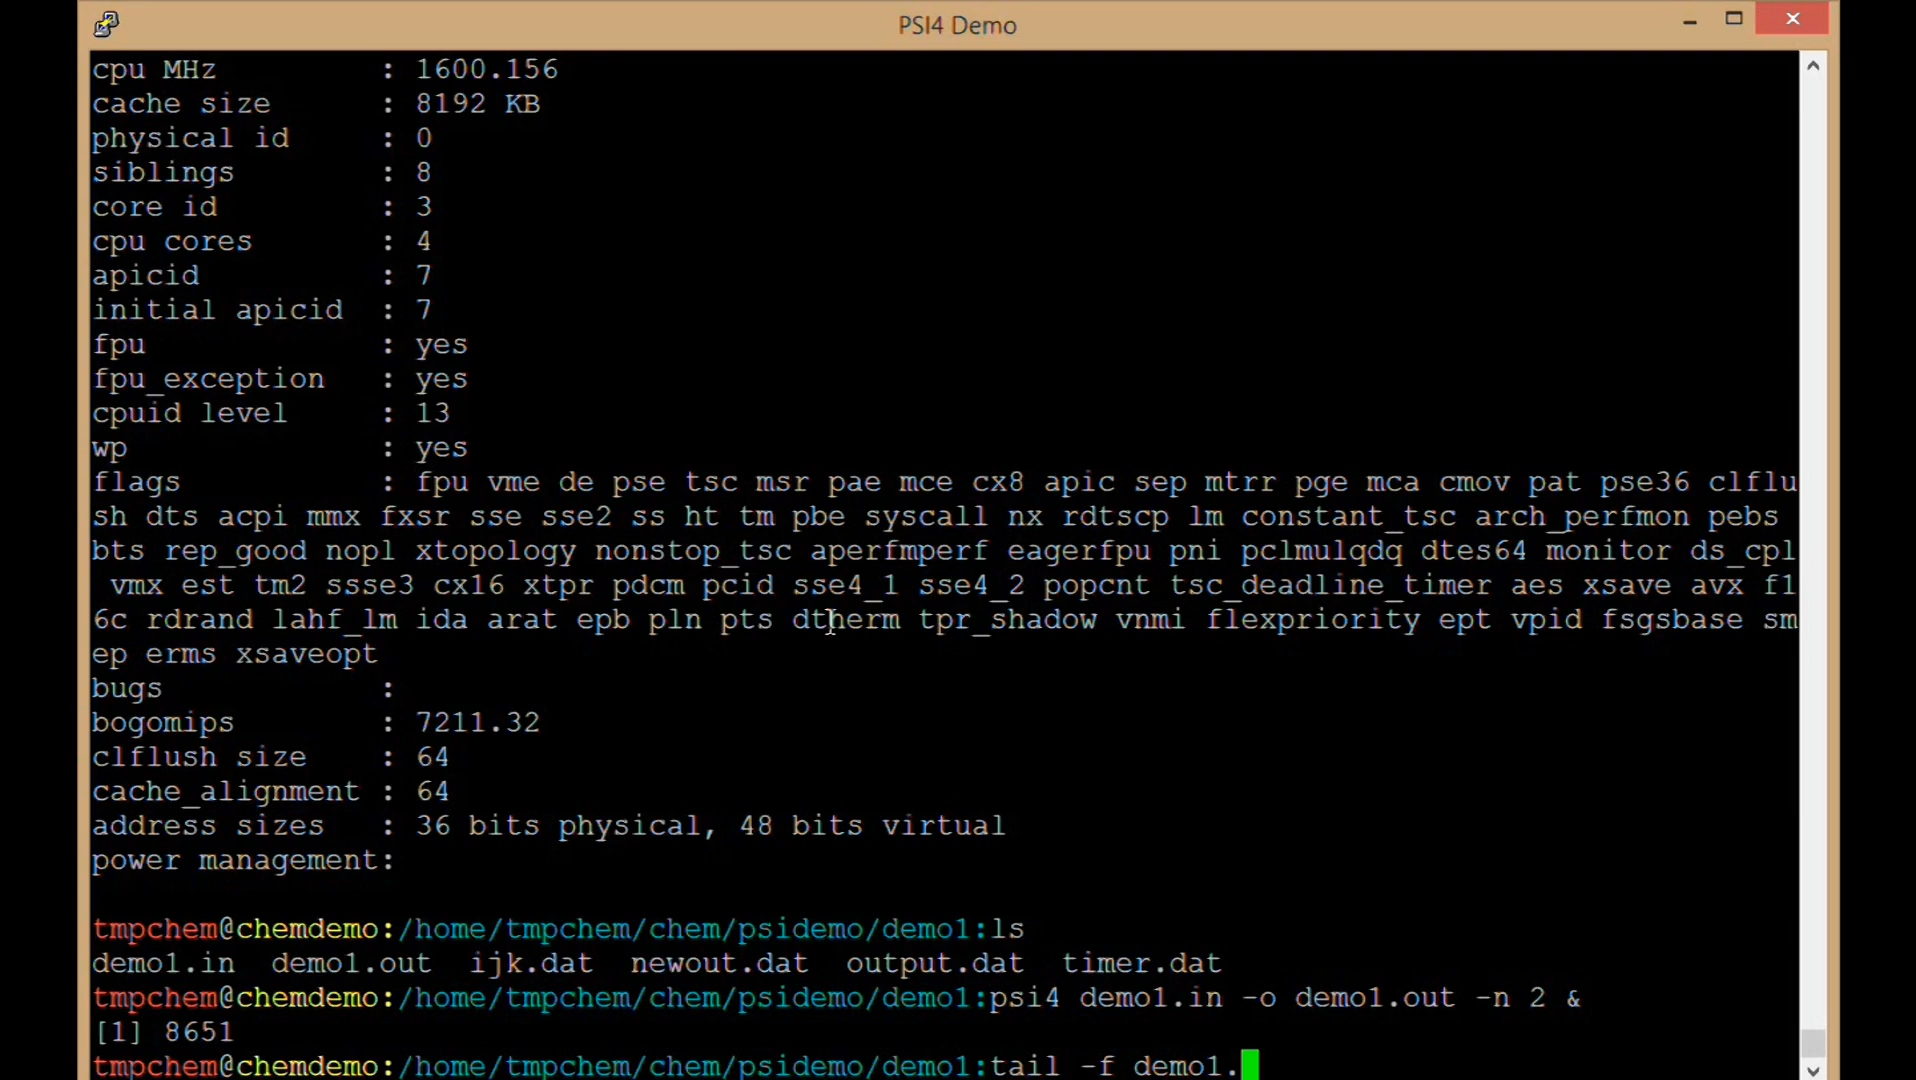 PSI4 Demo
cpu MHz : 1600.156
cache size : 8192 KB
physical id : 0
siblings : 8
core id : 3
cpu cores : 4
apicid : 7
initial apicid : 7
fpu : yes
fpu_exception : yes
cpuid level : 13
wp : yes
flags : fpu vme de pse tsc msr pae mce cx8 apic sep mtrr pge mca cmov pat pse36 clflu
sh dts acpi mmx fxsr sse sse2 ss ht tm pbe syscall nx rdtscp lm constant_tsc arch_perfmon pebs
bts rep_good nopl xtopology nonstop_tsc aperfmperf eagerfpu pni pclmulqdq dtes64 monitor ds_cpl
vmx est tm2 ssse3 cx16 xtpr pdcm pcid sse4_1 sse4_2 popcnt tsc_deadline_timer aes xsave avx f1
6c rdrand lahf_lm ida arat epb pln pts dtherm tpr_shadow vnmi flexpriority ept vpid fsgsbase sm
ep erms xsaveopt
bugs :
bogomips : 7211.32
clflush size : 64
cache_alignment : 64
address sizes : 36 bits physical, 48 bits virtual
power management:
tmpchem@chemdemo:/home/tmpchem/chem/psidemo/demo1:ls
demo1.in demo1.out ijk.dat newout.dat output.dat timer.dat
tmpchem@chemdemo:/home/tmpchem/chem/psidemo/demo1:psi4 demo1.in -o demo1.out -n 2 &
[1] 8651
tmpchem@chemdemo:/home/tmpchem/chem/psidemo/demo1:tail -f demo1.